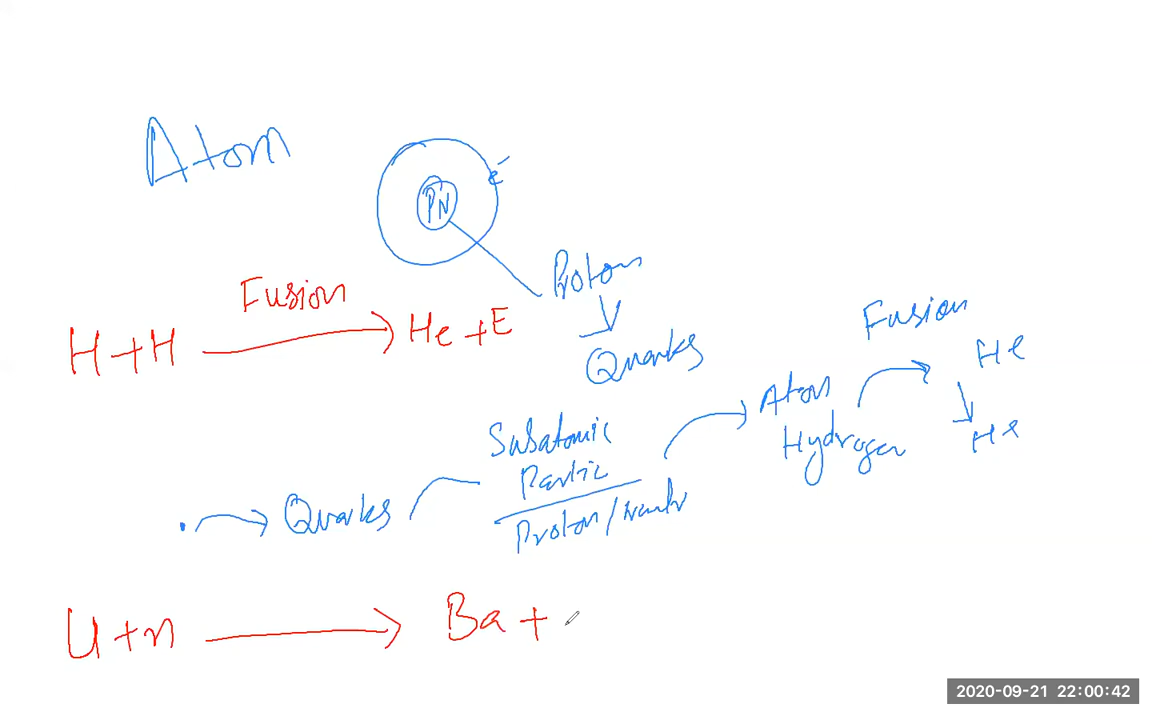 Atom
e⁻
PN
Proton
Fusion
H + H → He + E
Quarks
Fusion
He
Atom
Hydrogen
He
Subatomic
Partic
Quarks
Proton /
U + n → Ba +
2020-09-21 22:00:42